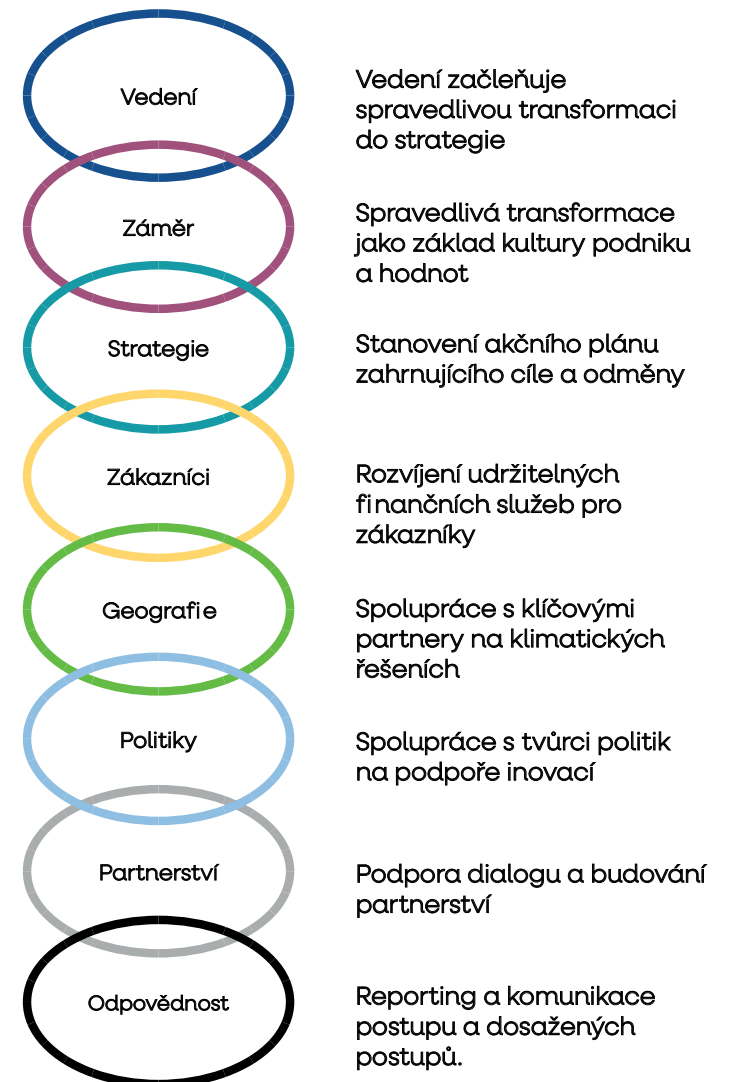 Vedení
Vedení začleňuje
spravedlivou transformaci
do strategie
Záměr
Spravedlivá transformace
jako základ kultury podniku
a hodnot
Strategie
Stanovení akčního plánu
zahrnujícího cíle a odměny
Zákazníci
Rozvíjení udržitelných
finančních služeb pro
zákazníky
Geografie
Spolupráce s klíčovými
partnery na klimatických
řešeních
Politiky
Spolupráce s tvůrci politik
na podpoře inovací
Partnerství
Podpora dialogu a budování
partnerství
Odpovědnost
Reporting a komunikace
postupu a dosažených
postupů.